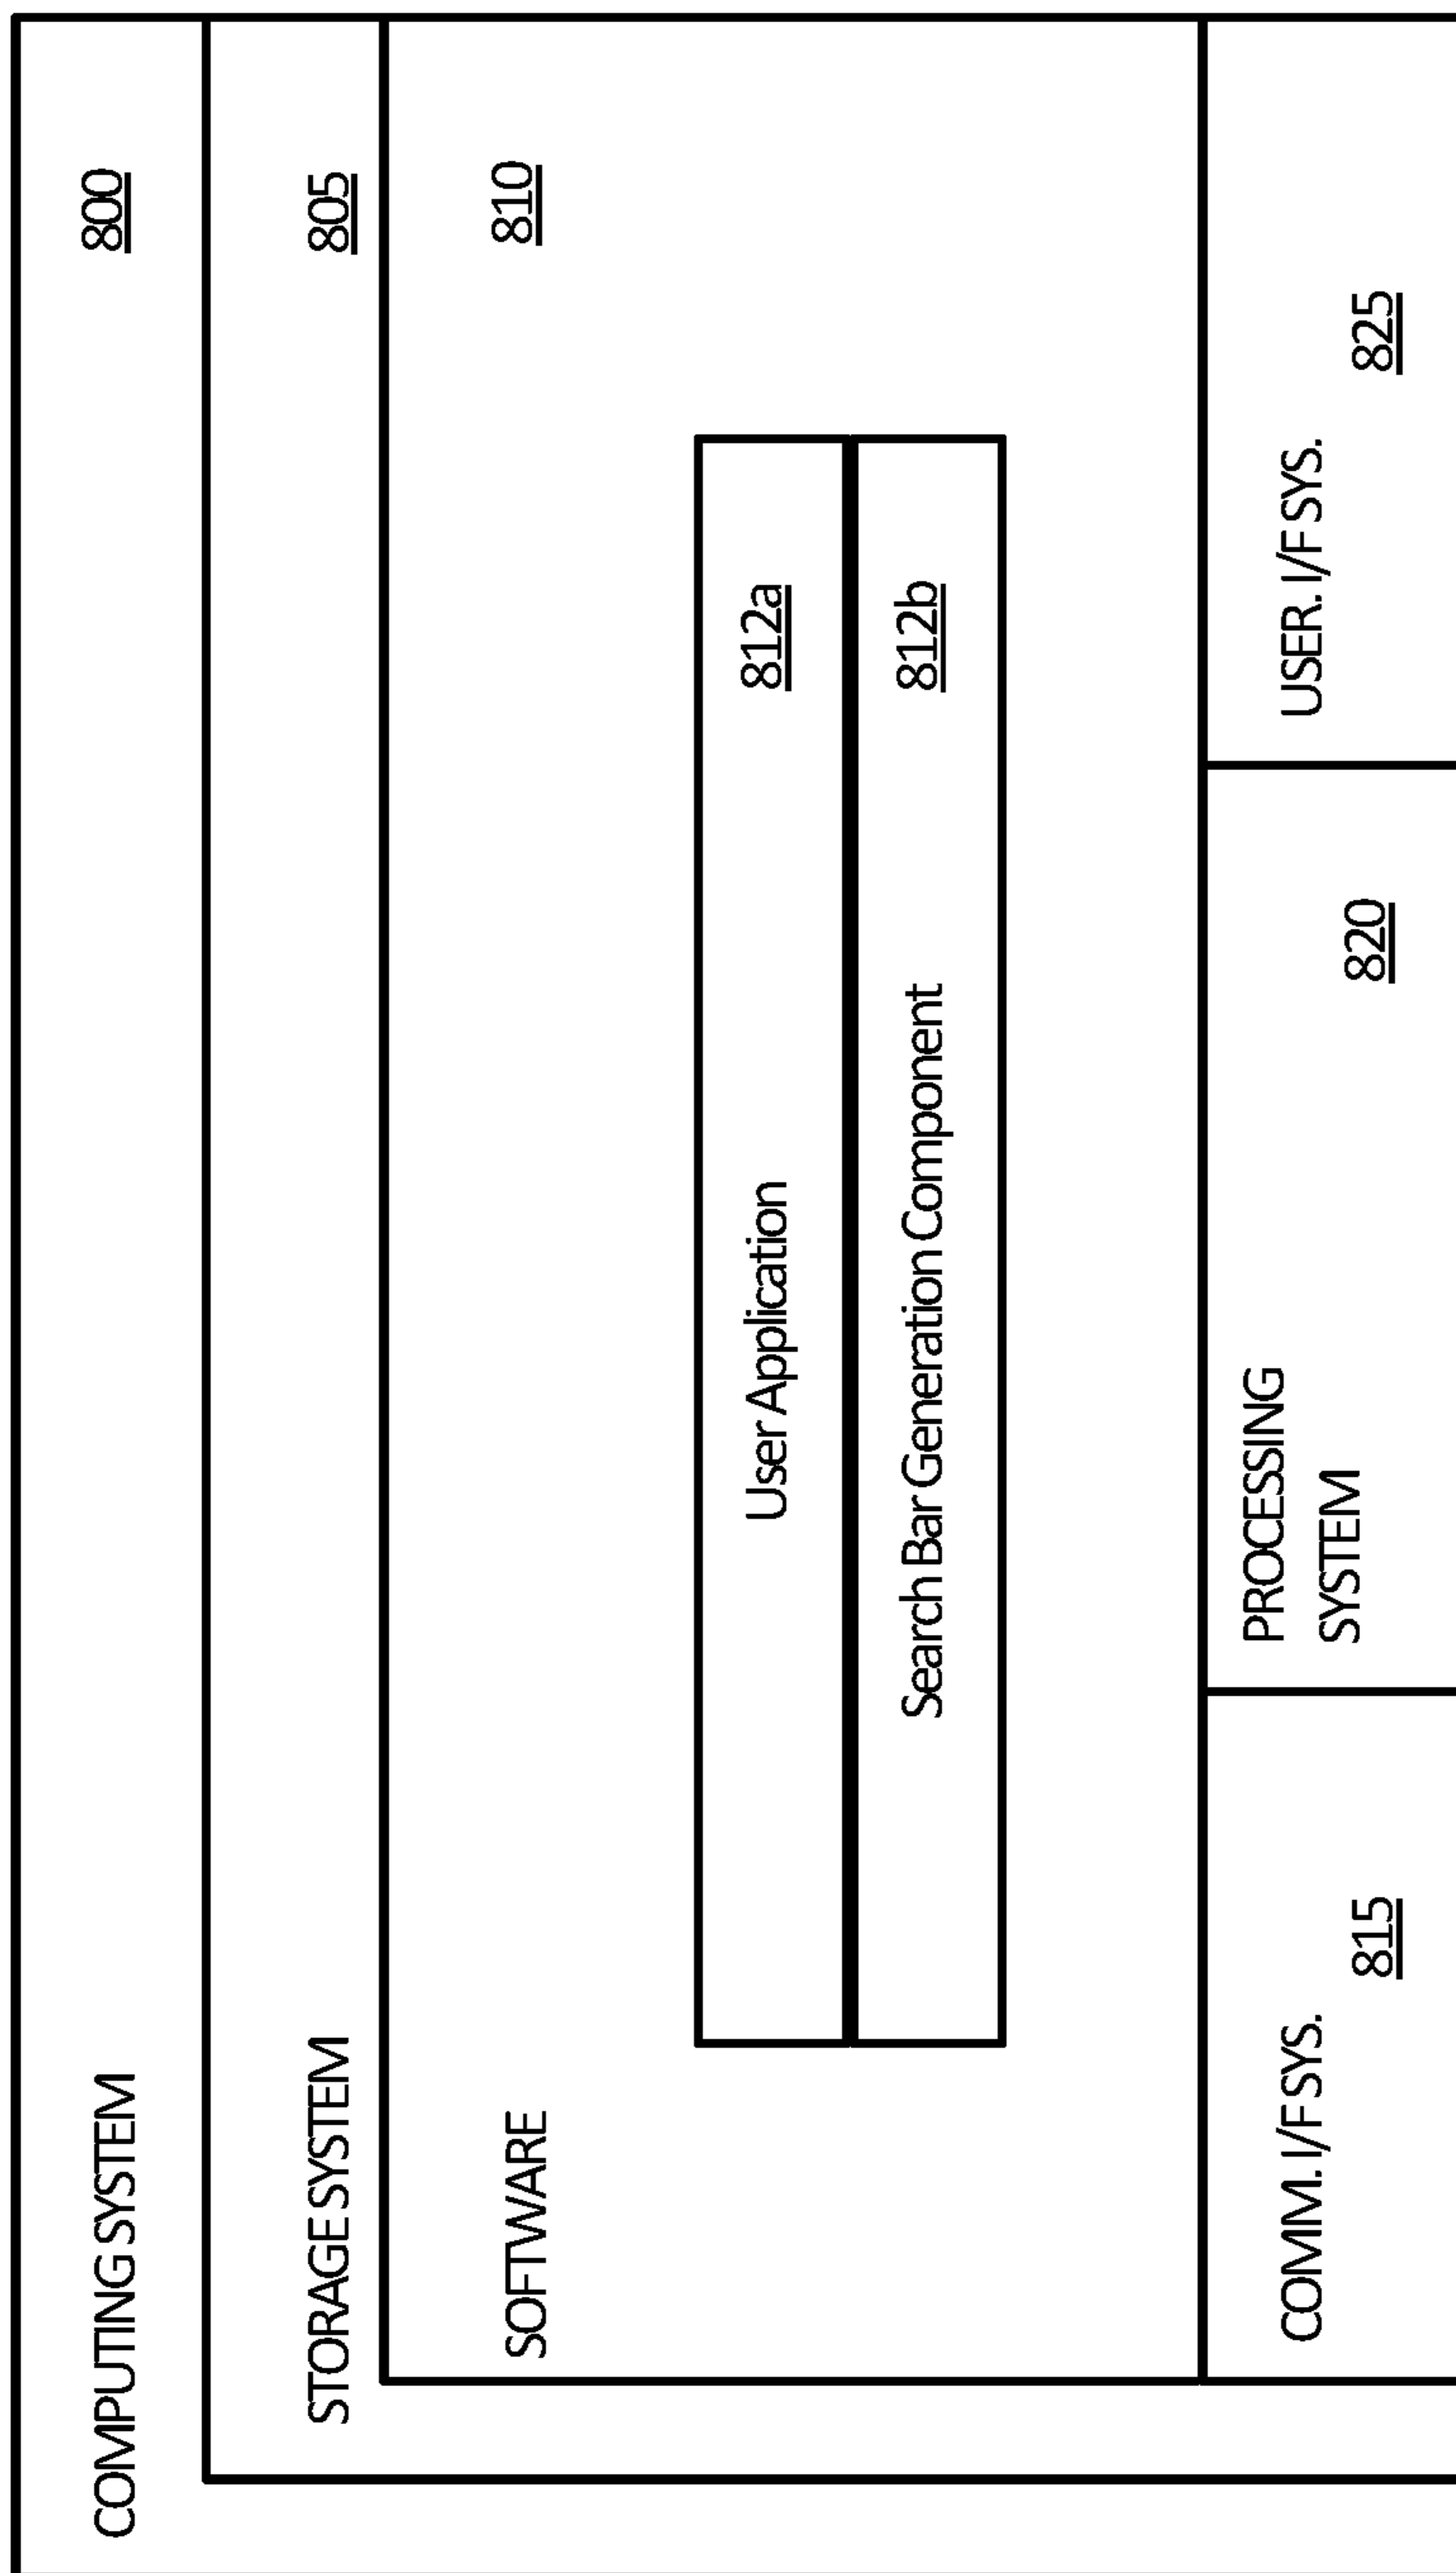 COMPUTING SYSTEM 800
STORAGE SYSTEM 805
SOFTWARE 810
User Application 812a
Search Bar Generation Component 812b
COMM. I/F SYS.
815
PROCESSING
SYSTEM
820
USER. I/F SYS.
825